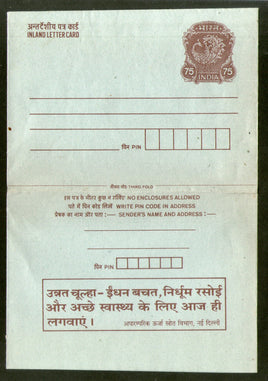 अन्तर्देशीय पत्र कार्ड
INLAND LETTER CARD
भारत
75 75
INDIA
पिन PIN
तीसरा मोड़ THIRD FOLD
इस पत्र के भीतर कुछ न रखिये NO ENCLOSURES ALLOWED
पते में पिन कोड लिखें WRITE PIN CODE IN ADDRESS
प्रेषक का नाम और पता :— SENDER'S NAME AND ADDRESS :—
पिन PIN
उन्नत चूल्हा - ईंधन बचत, निर्धूम रसोई
और अच्छे स्वास्थ्य के लिए आज ही
लगवाएं।
अपारम्परिक ऊर्जा स्रोत विभाग, नई दिल्ली